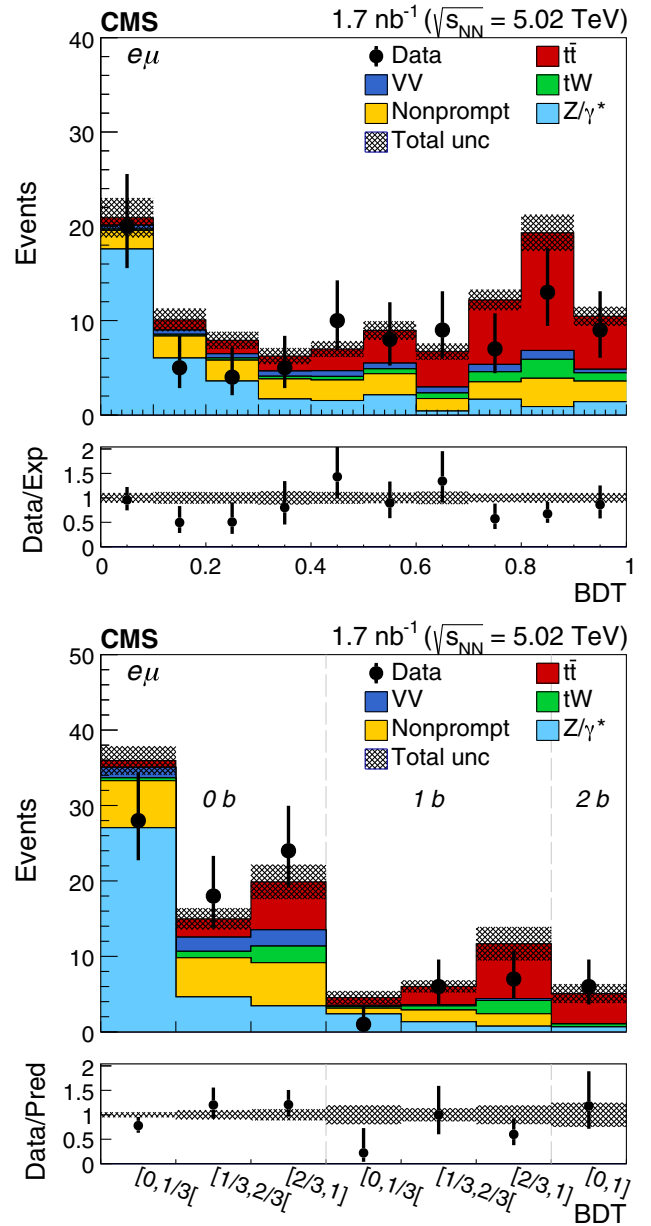 CMS 1.7 nb⁻¹ (√s_NN = 5.02 TeV)
eμ
Data tt̄
VV tW
Nonprompt Z/γ*
Total unc
Events
40
30
20
10
0
Data/Exp
2
1.5
1
0.5
0
0 0.2 0.4 0.6 0.8 1
BDT
CMS 1.7 nb⁻¹ (√s_NN = 5.02 TeV)
eμ
Data tt̄
VV tW
Nonprompt Z/γ*
Total unc
0 b 1 b 2 b
Events
50
40
30
20
10
0
Data/Pred
2
1.5
1
0.5
0
[0,1/3[ [1/3,2/3[ [2/3,1] [0,1/3[ [1/3,2/3[ [2/3,1] [0,1]
BDT